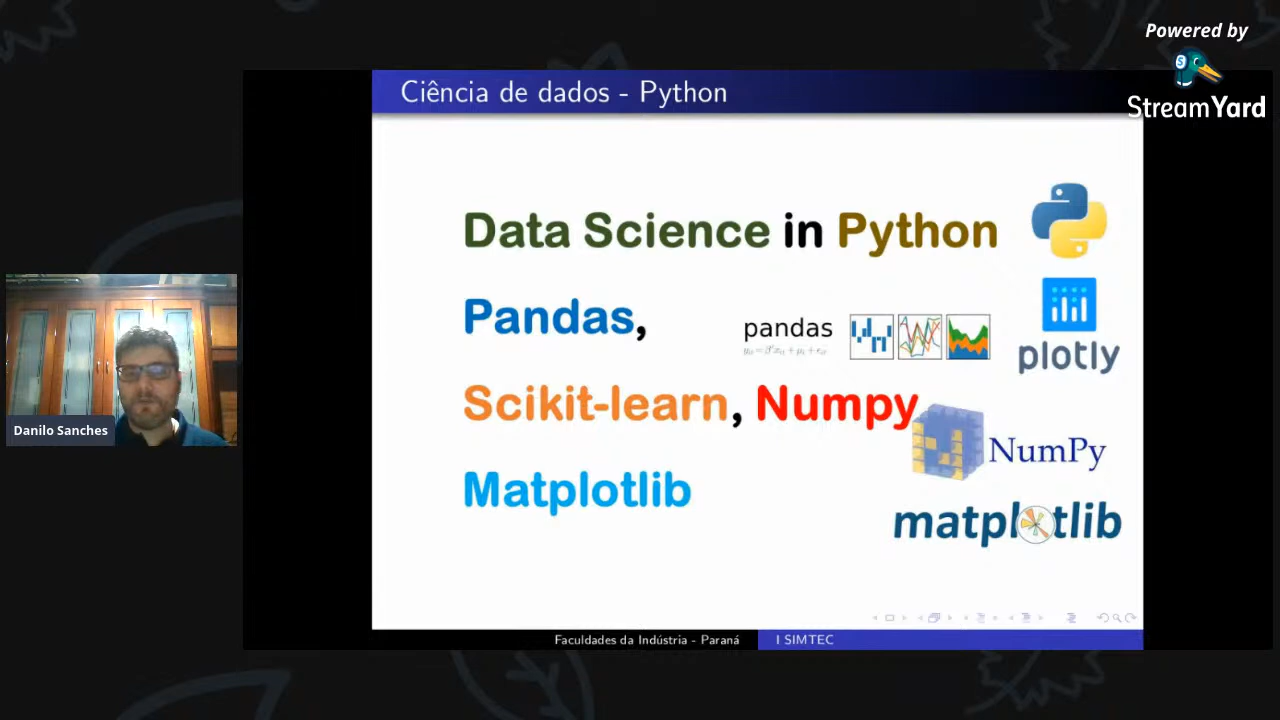 Powered by
StreamYard
Ciência de dados - Python
Data Science in Python
Pandas,
pandas
plotly
Scikit-learn, Numpy
NumPy
Matplotlib
matplotlib
Danilo Sanches
Faculdades da Indústria - Paraná
I SIMTEC